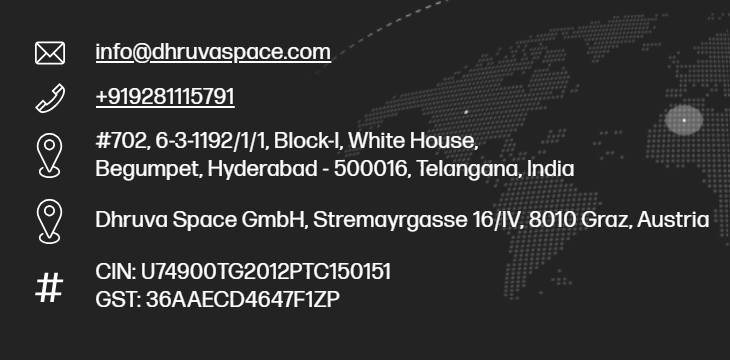 info@dhruvaspace.com
+919281115791
#702, 6-3-1192/1/1, Block-I, White House,
Begumpet, Hyderabad - 500016, Telangana, India
Dhruva Space GmbH, Stremayrgasse 16/IV, 8010 Graz, Austria
CIN: U74900TG2012PTC150151
GST: 36AAECD4647F1ZP